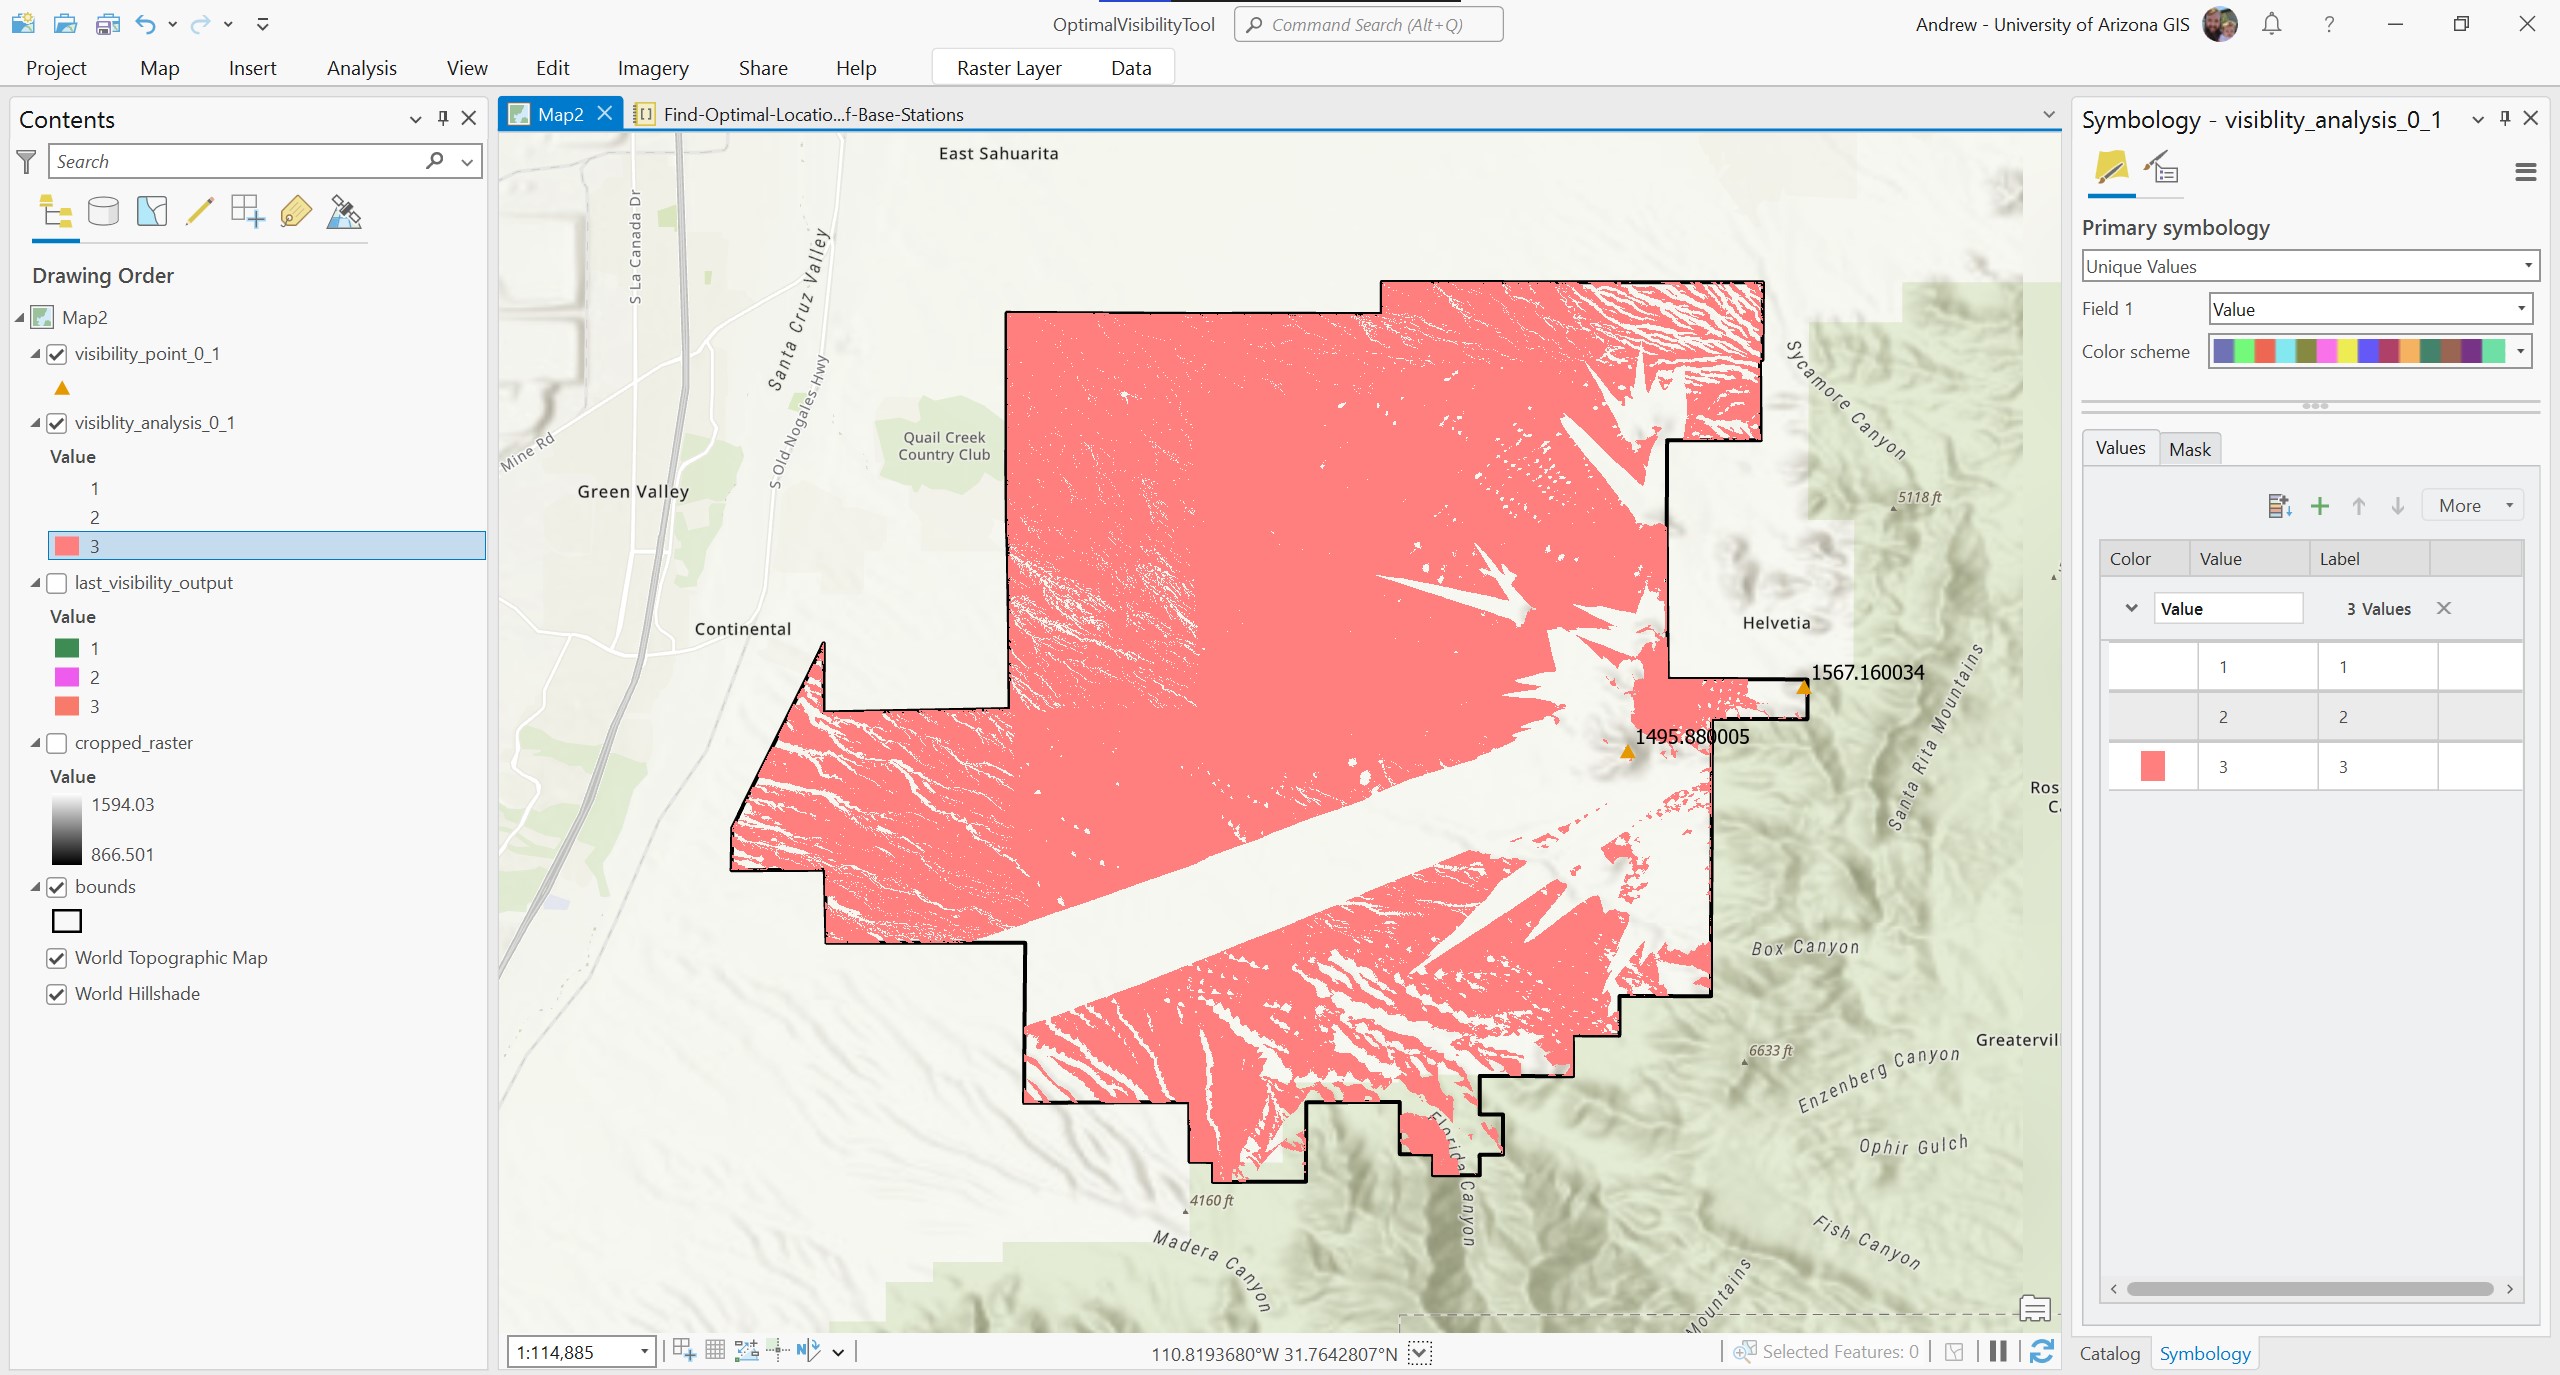 OptimalVisibilityTool
Command Search (Alt+Q)
Andrew - University of Arizona GIS
?
Project Map Insert Analysis View Edit Imagery Share Help Raster Layer Data
Contents
Search
Drawing Order
Map2
visibility_point_0_1
visiblity_analysis_0_1
Value
1
2
3
last_visibility_output
Value
1
2
3
cropped_raster
Value
1594.03
866.501
bounds
World Topographic Map
World Hillshade
Map2
Find-Optimal-Locatio...f-Base-Stations
East Sahuarita
S La Canada Dr
Santa Cruz Valley
S Old Nogales Hwy
Mine Rd
Quail Creek
Country Club
Green Valley
Continental
Sycamore Canyon
5118 ft
Helvetia
1567.160034
1495.880005
Santa Rita Mountains
Ros
C
Box Canyon
Greatervil
6633 ft
Enzenberg Canyon
Ophir Gulch
Florida Canyon
4160 ft
Madera Canyon
Fish Canyon
Mountains
1:114,885
110.8193680°W 31.7642807°N
Selected Features: 0
Symbology - visiblity_analysis_0_1
Primary symbology
Unique Values
Field 1 Value
Color scheme
Values Mask
More
Color Value Label
Value 3 Values
1 1
2 2
3 3
Catalog Symbology